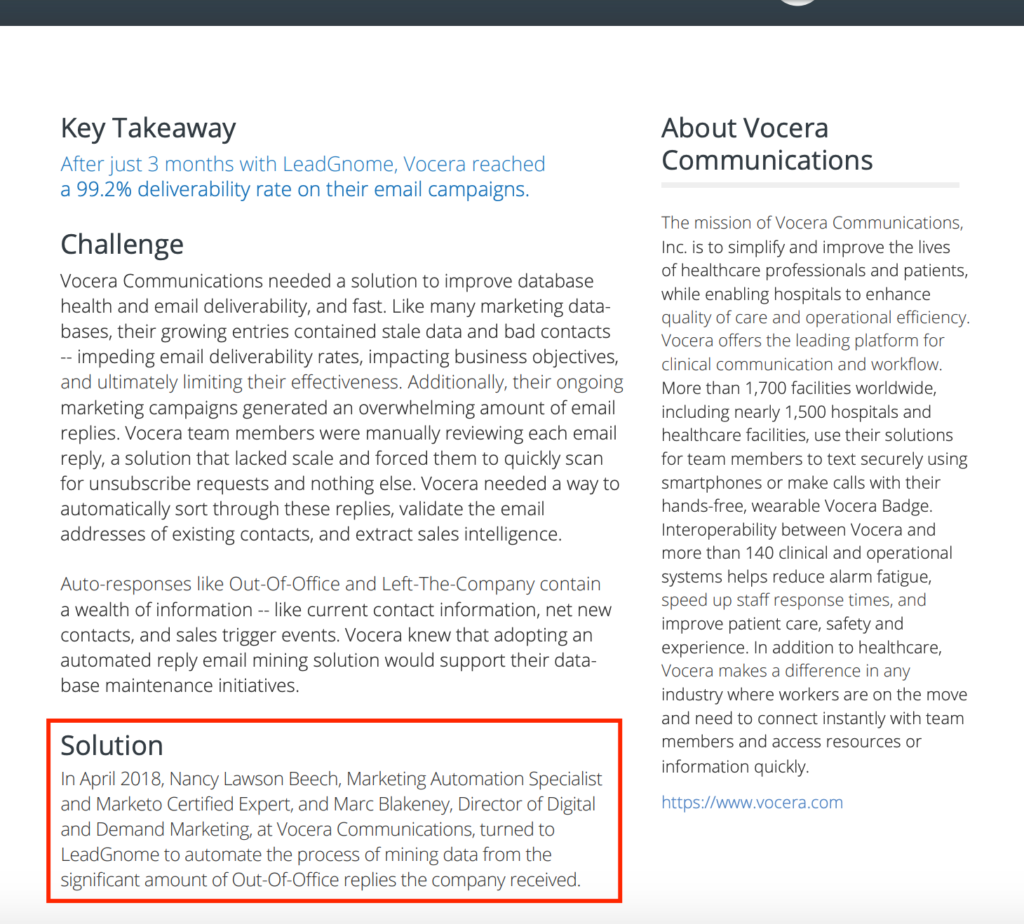 Key Takeaway
After just 3 months with LeadGnome, Vocera reached
a 99.2% deliverability rate on their email campaigns.
Challenge
Vocera Communications needed a solution to improve database
health and email deliverability, and fast. Like many marketing data-
bases, their growing entries contained stale data and bad contacts
-- impeding email deliverability rates, impacting business objectives,
and ultimately limiting their effectiveness. Additionally, their ongoing
marketing campaigns generated an overwhelming amount of email
replies. Vocera team members were manually reviewing each email
reply, a solution that lacked scale and forced them to quickly scan
for unsubscribe requests and nothing else. Vocera needed a way to
automatically sort through these replies, validate the email
addresses of existing contacts, and extract sales intelligence.
Auto-responses like Out-Of-Office and Left-The-Company contain
a wealth of information -- like current contact information, net new
contacts, and sales trigger events. Vocera knew that adopting an
automated reply email mining solution would support their data-
base maintenance initiatives.
Solution
In April 2018, Nancy Lawson Beech, Marketing Automation Specialist
and Marketo Certified Expert, and Marc Blakeney, Director of Digital
and Demand Marketing, at Vocera Communications, turned to
LeadGnome to automate the process of mining data from the
significant amount of Out-Of-Office replies the company received.
About Vocera
Communications
The mission of Vocera Communications,
Inc. is to simplify and improve the lives
of healthcare professionals and patients,
while enabling hospitals to enhance
quality of care and operational efficiency.
Vocera offers the leading platform for
clinical communication and workflow.
More than 1,700 facilities worldwide,
including nearly 1,500 hospitals and
healthcare facilities, use their solutions
for team members to text securely using
smartphones or make calls with their
hands-free, wearable Vocera Badge.
Interoperability between Vocera and
more than 140 clinical and operational
systems helps reduce alarm fatigue,
speed up staff response times, and
improve patient care, safety and
experience. In addition to healthcare,
Vocera makes a difference in any
industry where workers are on the move
and need to connect instantly with team
members and access resources or
information quickly.
https://www.vocera.com